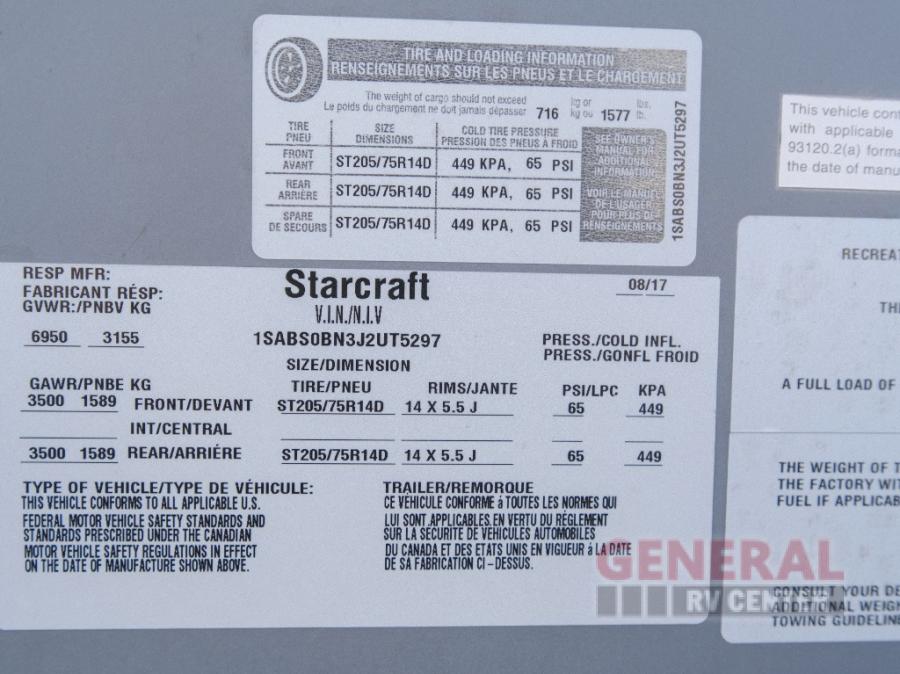 TIRE AND LOADING INFORMATION
RENSEIGNEMENTS SUR LES PNEUS ET LE CHARGEMENT
The weight of cargo should not exceed
Le poids du chargement ne doit jamais dépasser 716 kg or kg ou 1577 lbs. lb.
TIRE PNEU SIZE DIMENSIONS COLD TIRE PRESSURE PRESSION DES PNEUS À FROID
FRONT AVANT ST205/75R14D 449 KPA, 65 PSI
REAR ARRIÈRE ST205/75R14D 449 KPA, 65 PSI
SPARE DE SECOURS ST205/75R14D 449 KPA, 65 PSI
SEE OWNER'S
MANUAL FOR
ADDITIONAL
INFORMATION
VOIR LE MANUEL
DE L'USAGER
POUR PLUS DE
RENSEIGNEMENTS
1SABS0BN3J2UT5297
This vehicle
with applicable
93120.2(a)
the date of
RESP MFR:
FABRICANT RÉSP:
GVWR:/PNBV KG
6950 3155
Starcraft
08/17
V.I.N./N.I.V
1SABS0BN3J2UT5297
PRESS./COLD INFL.
PRESS./GONFL FROID
SIZE/DIMENSION
GAWR/PNBE KG TIRE/PNEU RIMS/JANTE PSI/LPC KPA
3500 1589 FRONT/DEVANT ST205/75R14D 14 X 5.5 J 65 449
INT/CENTRAL
3500 1589 REAR/ARRIÉRE ST205/75R14D 14 X 5.5 J 65 449
TYPE OF VEHICLE/TYPE DE VÉHICULE: TRAILER/REMORQUE
THIS VEHICLE CONFORMS TO ALL APPLICABLE U.S.
FEDERAL MOTOR VEHICLE SAFETY STANDARDS AND
STANDARDS PRESCRIBED UNDER THE CANADIAN
MOTOR VEHICLE SAFETY REGULATIONS IN EFFECT
ON THE DATE OF MANUFACTURE SHOWN ABOVE.
CE VÉHICULE CONFORME á TOUTES LES NORMES QUI
LUI SONT APPLICABLES EN VERTU DU RÉGLEMENT
SUR LA SÉCURITÉ DE VÉHICULES AUTOMOBILES
DU CANADA ET DES ETATS UNIS EN VIGUEUR á LA DATE
DE SÁ FABRICATION CI-DESSUS.
A FULL LOAD OF
THE WEIGHT OF
THE FACTORY
FUEL IF
CONSULT YOUR
ADDITIONAL
TOWING
GENERAL
RV CENTER